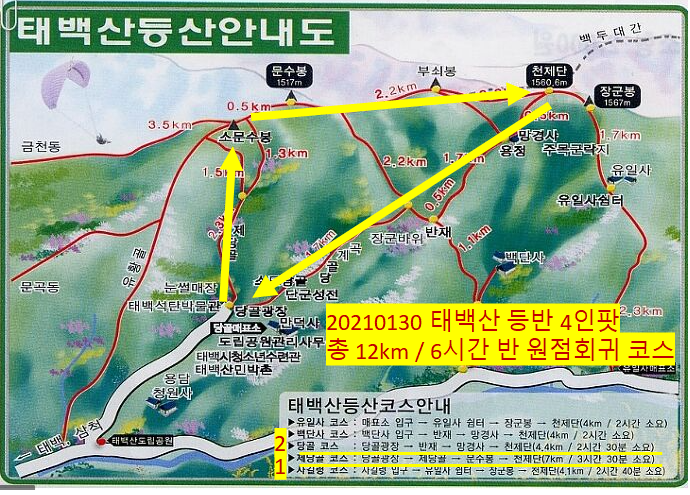 태백산등산안내도
백두대간
문수봉
1517m
부쇠봉
천제단
1560.6m
장군봉
1567m
2.2km
0.5km
3.5km
금천동
소문수봉
1.3km
1.5km
2.2km
망경사
용정
주목군락지
1.7km
유일사
유일사쉼터
0.5km
반재
장군바위
1.1km
백단사
계곡
유황골
문곡동
눈썰매장
태백석탄박물관
당골광장
단군성전
당골매표소
만덕사
도립공원관리사무
태백시청소년수련관
태백산민박촌
용담
청원사
2.3km
유일사매표소
20210130 태백산 등반 4인팟
총 12km / 6시간 반 원점회귀 코스
← 태백, 삼척
태백산도립공원
태백산등산코스안내
▶유일사 코스 : 매표소 입구 → 유일사 쉼터 → 장군봉 → 천제단(4km / 2시간 소요)
백단사 코스 : 백단사 입구 → 반재 → 망경사 → 천제단(4km / 2시간 소요)
2 당골 코스 : 당골광장 → 반재 → 망경사 → 천제단(4.4km / 2시간 30분 소요)
1 제당골 코스 : 당골광장 → 제당골 → 문수봉 → 천제단(7km / 3시간 30분 소요)
▶사길령 코스 : 사길령 입구 → 유일사 쉼터 → 장군봉 → 천제단(4.1km / 2시간 40분 소요)